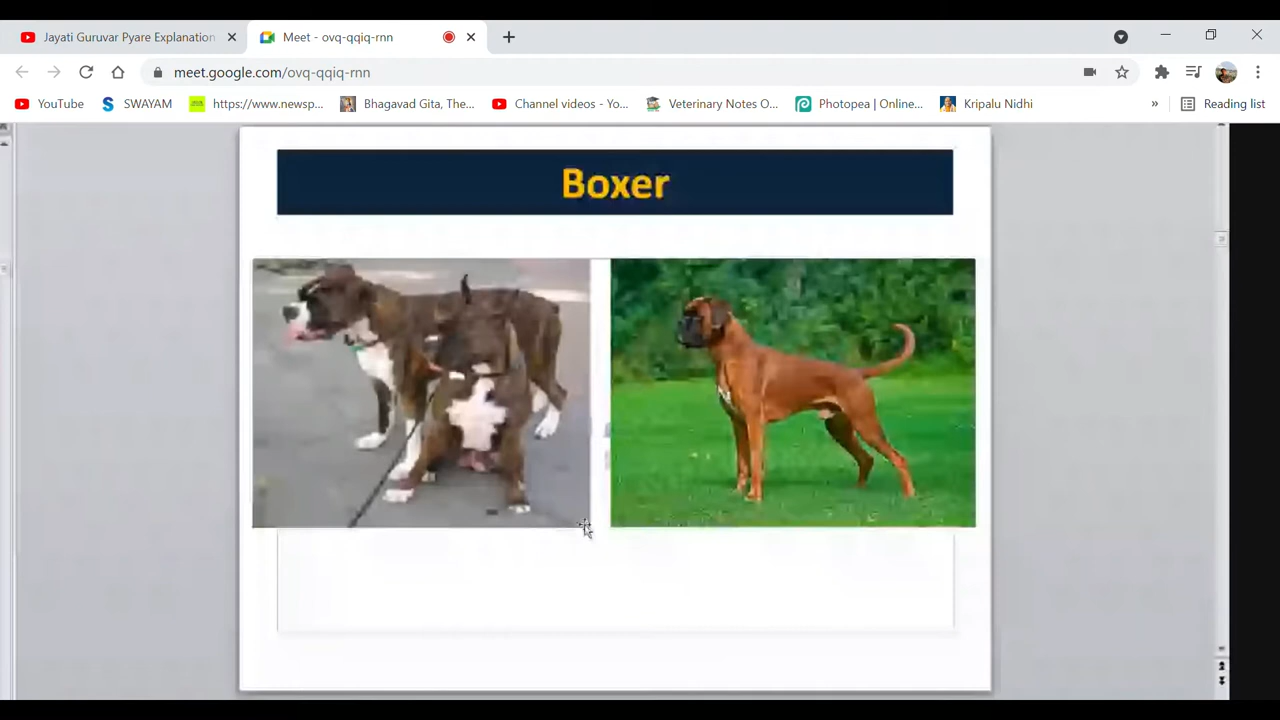 Jayati Guruvar Pyare Explanation
Meet - ovq-qqiq-rnn
meet.google.com/ovq-qqiq-rnn
YouTube
SWAYAM
https://www.newsp...
Bhagavad Gita, The...
Channel videos - Yo...
Veterinary Notes O...
Photopea | Online...
Kripalu Nidhi
»
Reading list
Boxer